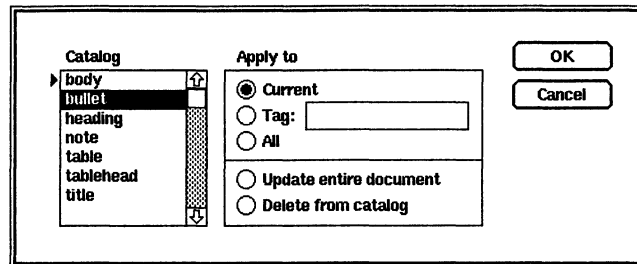 Catalog
body
bullet
heading
note
table
tablehead
title
Apply to
Current
Tag:
All
Update entire document
Delete from catalog
OK
Cancel